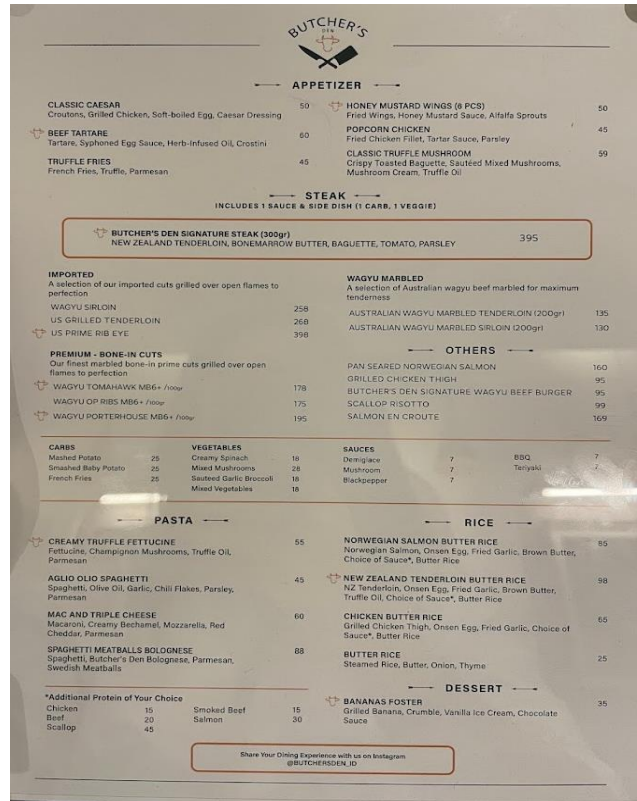 BUTCHER'S
DEN
APPETIZER
CLASSIC CAESAR 50
Croutons, Grilled Chicken, Soft-boiled Egg, Caesar Dressing
BEEF TARTARE 60
Tartare, Syphoned Egg Sauce, Herb-Infused Oil, Crostini
TRUFFLE FRIES 45
French Fries, Truffle, Parmesan
HONEY MUSTARD WINGS (6 PCS) 50
Fried Wings, Honey Mustard Sauce, Alfalfa Sprouts
POPCORN CHICKEN 45
Fried Chicken Fillet, Tartar Sauce, Parsley
CLASSIC TRUFFLE MUSHROOM 59
Crispy Toasted Baguette, Sautéed Mixed Mushrooms,
Mushroom Cream, Truffle Oil
STEAK
INCLUDES 1 SAUCE & SIDE DISH (1 CARB, 1 VEGGIE)
BUTCHER'S DEN SIGNATURE STEAK (300gr) 395
NEW ZEALAND TENDERLOIN, BONEMARROW BUTTER, BAGUETTE, TOMATO, PARSLEY
IMPORTED
A selection of our imported cuts grilled over open flames to
perfection
WAGYU SIRLOIN 258
US GRILLED TENDERLOIN 268
US PRIME RIB EYE 398
PREMIUM - BONE-IN CUTS
Our finest marbled bone-in prime cuts grilled over open
flames to perfection
WAGYU TOMAHAWK MB6+ /100gr 178
WAGYU OP RIBS MB6+ /100gr 175
WAGYU PORTERHOUSE MB6+ /100gr 195
WAGYU MARBLED
A selection of Australian wagyu beef marbled for maximum
tenderness
AUSTRALIAN WAGYU MARBLED TENDERLOIN (200gr) 135
AUSTRALIAN WAGYU MARBLED SIRLOIN (200gr) 130
OTHERS
PAN SEARED NORWEGIAN SALMON 160
GRILLED CHICKEN THIGH 95
BUTCHER'S DEN SIGNATURE WAGYU BEEF BURGER 95
SCALLOP RISOTTO 99
SALMON EN CROUTE 169
CARBS
Mashed Potato 25
Smashed Baby Potato 25
French Fries 25
VEGETABLES
Creamy Spinach 18
Mixed Mushrooms 28
Sauteed Garlic Broccoli 18
Mixed Vegetables 18
SAUCES
Demiglace 7
Mushroom 7
Blackpepper 7
BBQ 7
Teriyaki 7
PASTA
CREAMY TRUFFLE FETTUCINE 55
Fettucine, Champignon Mushrooms, Truffle Oil,
Parmesan
AGLIO OLIO SPAGHETTI 45
Spaghetti, Olive Oil, Garlic, Chili Flakes, Parsley,
Parmesan
MAC AND TRIPLE CHEESE 60
Macaroni, Creamy Bechamel, Mozzarella, Red
Cheddar, Parmesan
SPAGHETTI MEATBALLS BOLOGNESE 88
Spaghetti, Butcher's Den Bolognese, Parmesan,
Swedish Meatballs
*Additional Protein of Your Choice
Chicken 15
Beef 20
Scallop 45
Smoked Beef 15
Salmon 30
RICE
NORWEGIAN SALMON BUTTER RICE 85
Norwegian Salmon, Onsen Egg, Fried Garlic, Brown Butter,
Choice of Sauce*, Butter Rice
NEW ZEALAND TENDERLOIN BUTTER RICE 98
NZ Tenderloin, Onsen Egg, Fried Garlic, Brown Butter,
Truffle Oil, Choice of Sauce*, Butter Rice
CHICKEN BUTTER RICE 65
Grilled Chicken Thigh, Onsen Egg, Fried Garlic, Choice of
Sauce*, Butter Rice
BUTTER RICE 25
Steamed Rice, Butter, Onion, Thyme
DESSERT
BANANAS FOSTER 35
Grilled Banana, Crumble, Vanilla Ice Cream, Chocolate
Sauce
Share Your Dining Experience with us on Instagram
@BUTCHERSDEN_ID